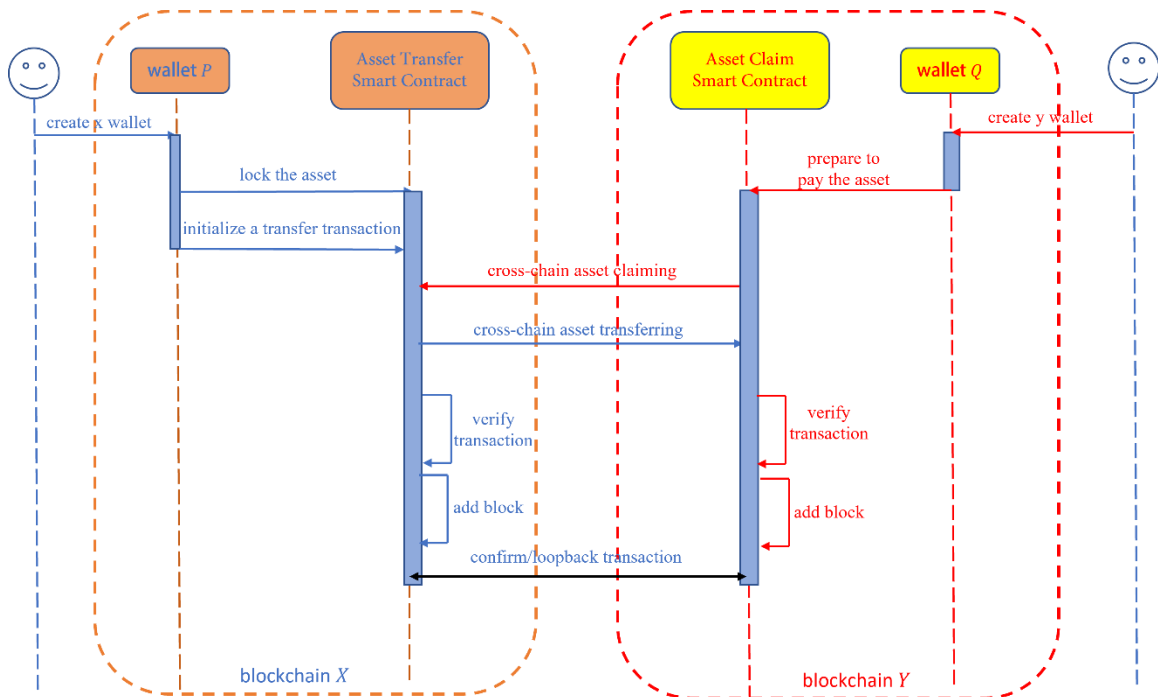 wallet P
Asset Transfer
Smart Contract
Asset Claim
Smart Contract
wallet Q
create x wallet
create y wallet
lock the asset
prepare to
pay the asset
initialize a transfer transaction
cross-chain asset claiming
cross-chain asset transferring
verify
transaction
verify
transaction
add block
add block
confirm/loopback transaction
blockchain X
blockchain Y